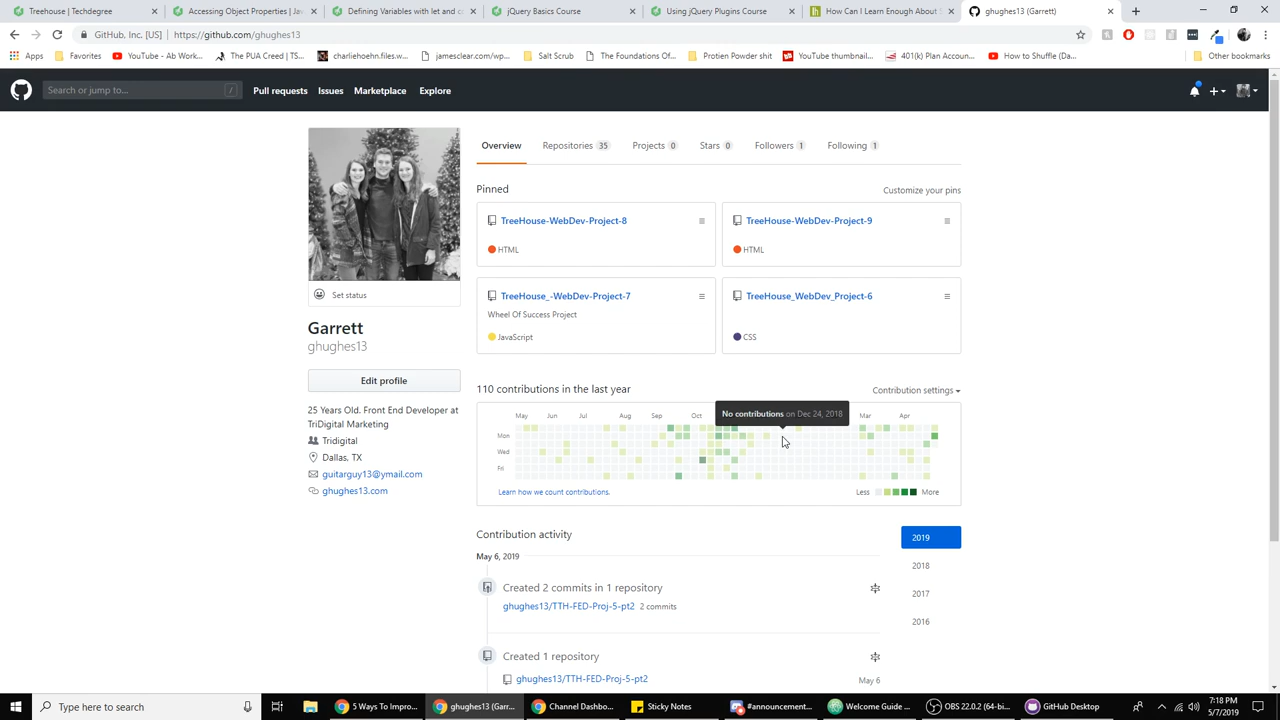 Treehouse (Techdegree)
Accessing Object Properties | Ja
Defining Variables with let and c
jQuery Basics Course
Using jQuery Plugins Course
How Can I Learn Enough About S
ghughes13 (Garrett)
GitHub, Inc. [US] | https://github.com/ghughes13
Apps
Favorites
YouTube - Ab Work...
The PUA Creed | TS...
charliehoehn.files.w...
jamesclear.com/wp...
Salt Scrub
The Foundations Of...
Protien Powder shit
YouTube thumbnail...
401(k) Plan Accoun...
How to Shuffle (Da...
Other bookmarks
Search or jump to...
/
Pull requests
Issues
Marketplace
Explore
Overview
Repositories 35
Projects 0
Stars 0
Followers 1
Following 1
Pinned
Customize your pins
TreeHouse-WebDev-Project-8
HTML
TreeHouse-WebDev-Project-9
HTML
TreeHouse_-WebDev-Project-7
Wheel Of Success Project
JavaScript
TreeHouse_WebDev_Project-6
CSS
Set status
Garrett
ghughes13
Edit profile
25 Years Old. Front End Developer at
TriDigital Marketing
Tridigital
Dallas, TX
guitarguy13@ymail.com
ghughes13.com
110 contributions in the last year
Contribution settings
No contributions on Dec 24, 2018
May
Jun
Jul
Aug
Sep
Oct
Mar
Apr
Mon
Wed
Fri
Learn how we count contributions.
Less
More
Contribution activity
2019
2018
2017
2016
May 6, 2019
Created 2 commits in 1 repository
ghughes13/TTH-FED-Proj-5-pt2 2 commits
Created 1 repository
ghughes13/TTH-FED-Proj-5-pt2
May 6
Type here to search
5 Ways To Impro...
ghughes13 (Garr...
Channel Dashbo...
Sticky Notes
#announcement...
Welcome Guide ...
OBS 22.0.2 (64-bi...
GitHub Desktop
7:18 PM
5/7/2019